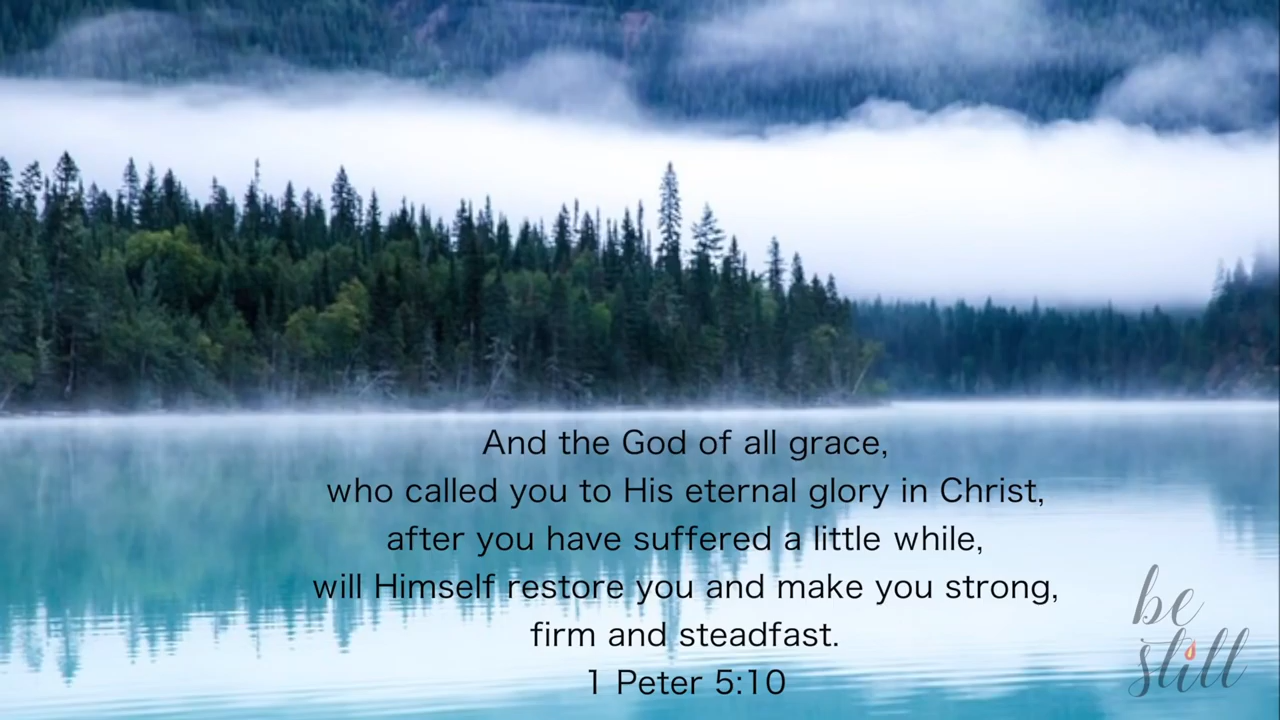 And the God of all grace,
who called you to His eternal glory in Christ,
after you have suffered a little while,
will Himself restore you and make you strong,
firm and steadfast.
1 Peter 5:10
be
still